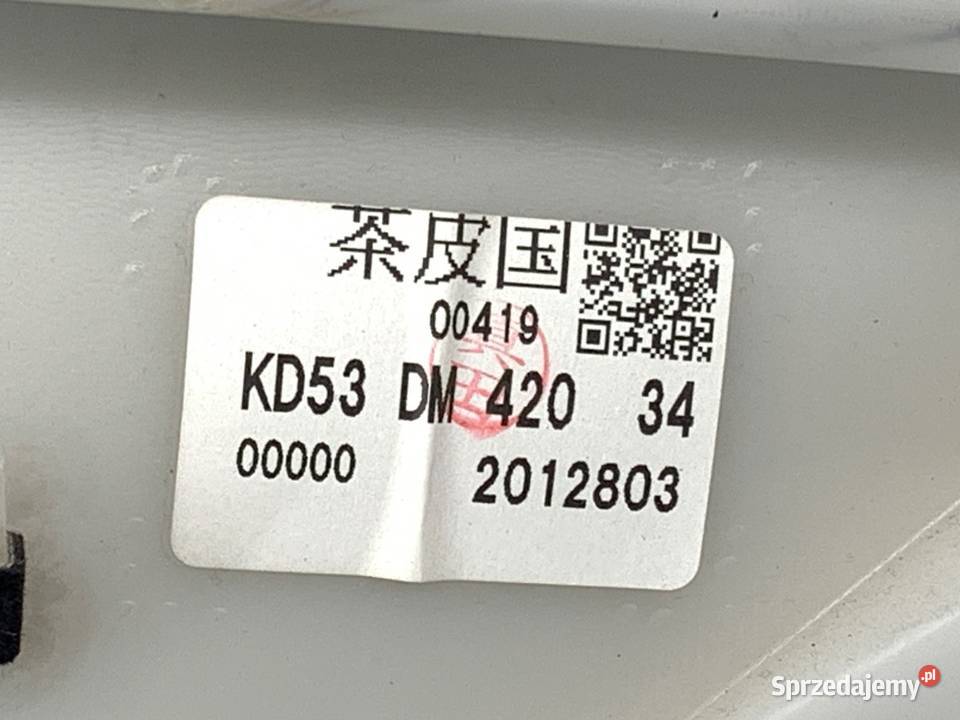 茶皮国
00419
KD53 DM 420 34
00000 2012803
Sprzedajemy.pl